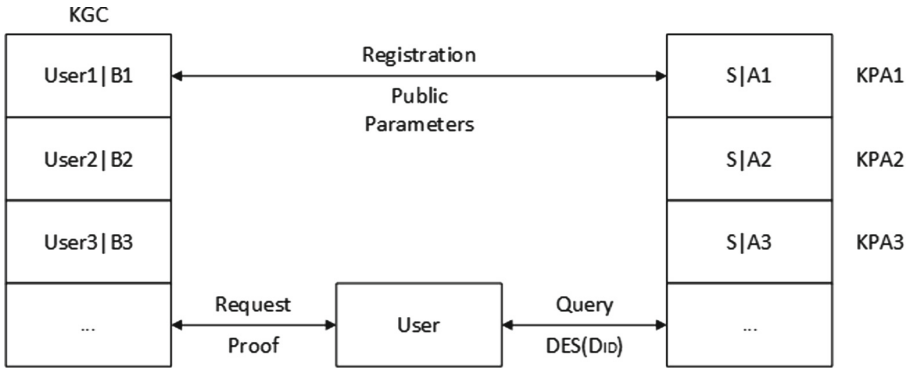 KGC
User1|B1
Registration
S|A1
KPA1
Public
Parameters
User2|B2
S|A2
KPA2
User3|B3
S|A3
KPA3
...
Request
Proof
User
Query
DES(DID)
...